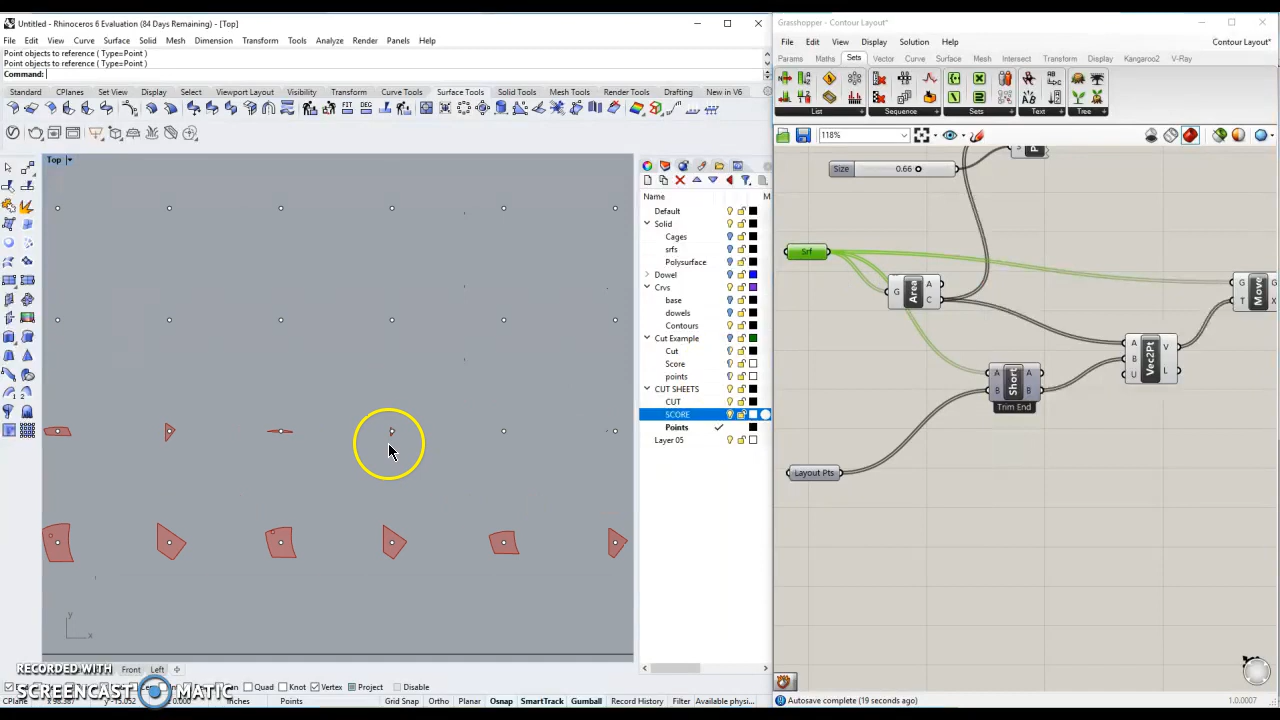 Untitled - Rhinoceros 6 Evaluation (84 Days Remaining) - [Top]
File Edit View Curve Surface Solid Mesh Dimension Transform Tools Analyze Render Panels Help
Point objects to reference ( Type=Point )
Point objects to reference ( Type=Point )
Command:
Standard CPlanes Set View Display Select Viewport Layout Visibility Transform Curve Tools Surface Tools Solid Tools Mesh Tools Render Tools Drafting New in V6
Top
Name M
Default
Solid
Cages
srfs
Polysurface
Dowel
Crvs
base
dowels
Contours
Cut Example
Cut
Score
points
CUT SHEETS
CUT
SCORE
Points
Layer 05
y
x
Front Left
Quad Knot Vertex Project Disable
CPlane Inches Points Grid Snap Ortho Planar Osnap SmartTrack Gumball Record History Filter Available physi...
RECORDED WITH
SCREENCAST MATIC
Grasshopper - Contour Layout*
File Edit View Display Solution Help Contour Layout*
Params Maths Sets Vector Curve Surface Mesh Intersect Transform Display Kangaroo2 V-Ray
List Sequence Sets Text Tree
118%
Size 0.66
Srf
G Area A C
A B Short A B
Trim End
Layout Pts
A B U Vec2Pt V L
G T Move G X
Autosave complete (19 seconds ago)
1.0.0007